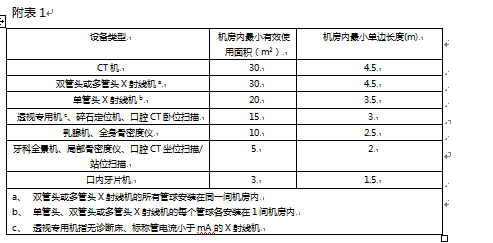 附表 1
设备类型 机房内最小有效使 机房内最小单边长度(m)
用面积（m²）
CT 机 30 4.5
双管头或多管头 X 射线机 a 30 4.5
单管头 X 射线机 b 20 3.5
透视专用机 c、碎石定位机、口腔 CT 卧位扫描 15 3
乳腺机、全身骨密度仪 10 2.5
牙科全景机、局部骨密度仪、口腔 CT 坐位扫描/ 5 2
站位扫描
口内牙片机 3 1.5
a、 双管头或多管头 X 射线机的所有管球安装在同一间机房内
b、 单管头、双管头或多管头 X 射线机的每个管球各安装在 1 间机房内
c、 透视专用机指无诊断床、标称管电流小于 mA 的 X 射线机